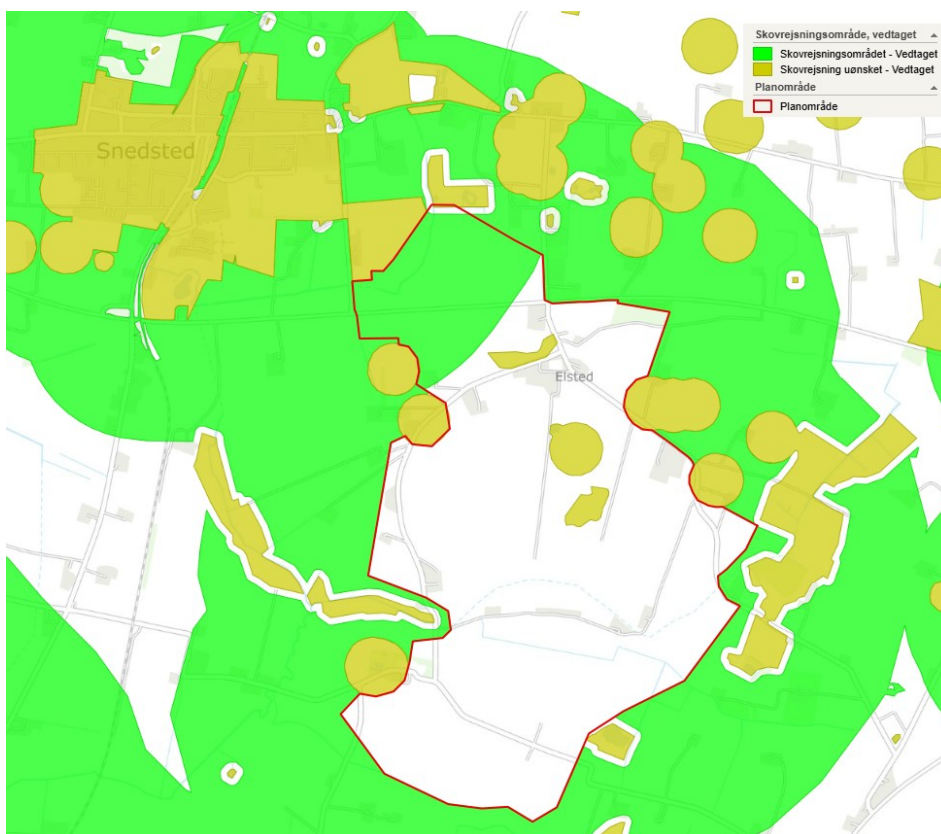 Skovrejsningsområde, vedtaget
Skovrejsningsområdet - Vedtaget
Skovrejsning uønsket - Vedtaget
Planområde
Planområde
Snedsted
Elsted